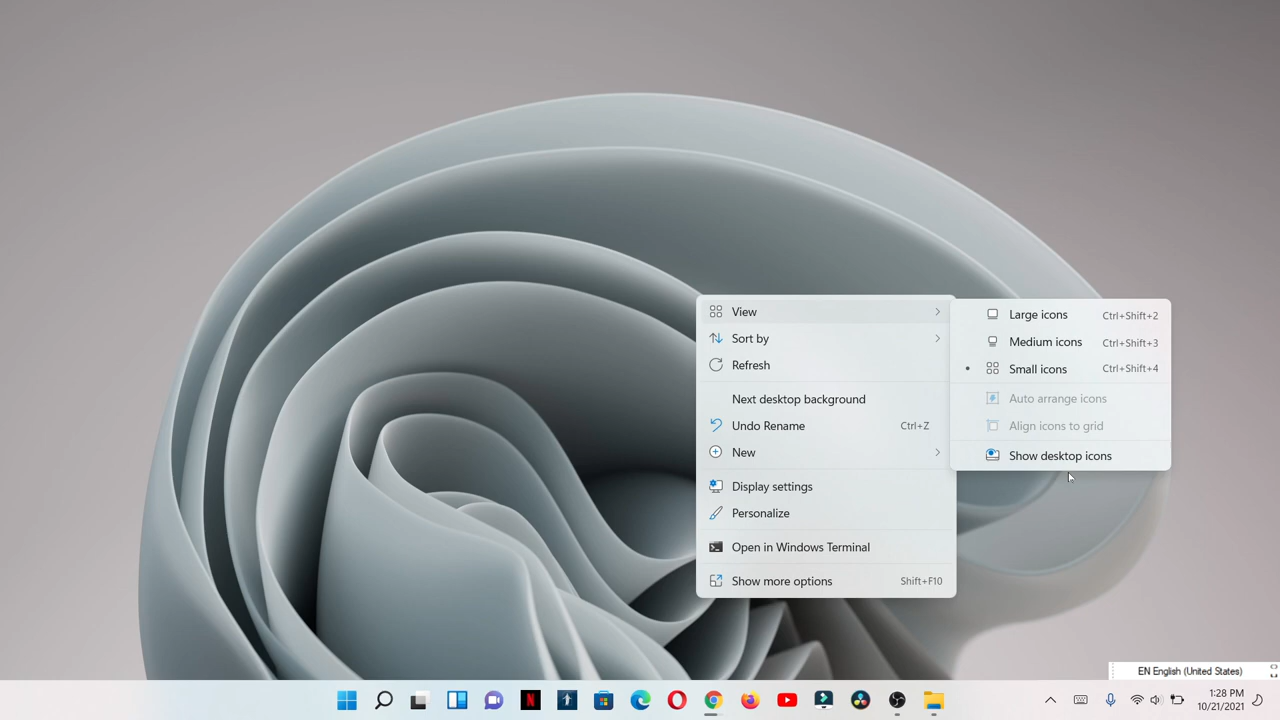 View
Sort by
Refresh
Next desktop background
Undo Rename Ctrl+Z
New
Display settings
Personalize
Open in Windows Terminal
Show more options Shift+F10
Large icons Ctrl+Shift+2
Medium icons Ctrl+Shift+3
Small icons Ctrl+Shift+4
Auto arrange icons
Align icons to grid
Show desktop icons
EN English (United States)
N
1:28 PM
10/21/2021